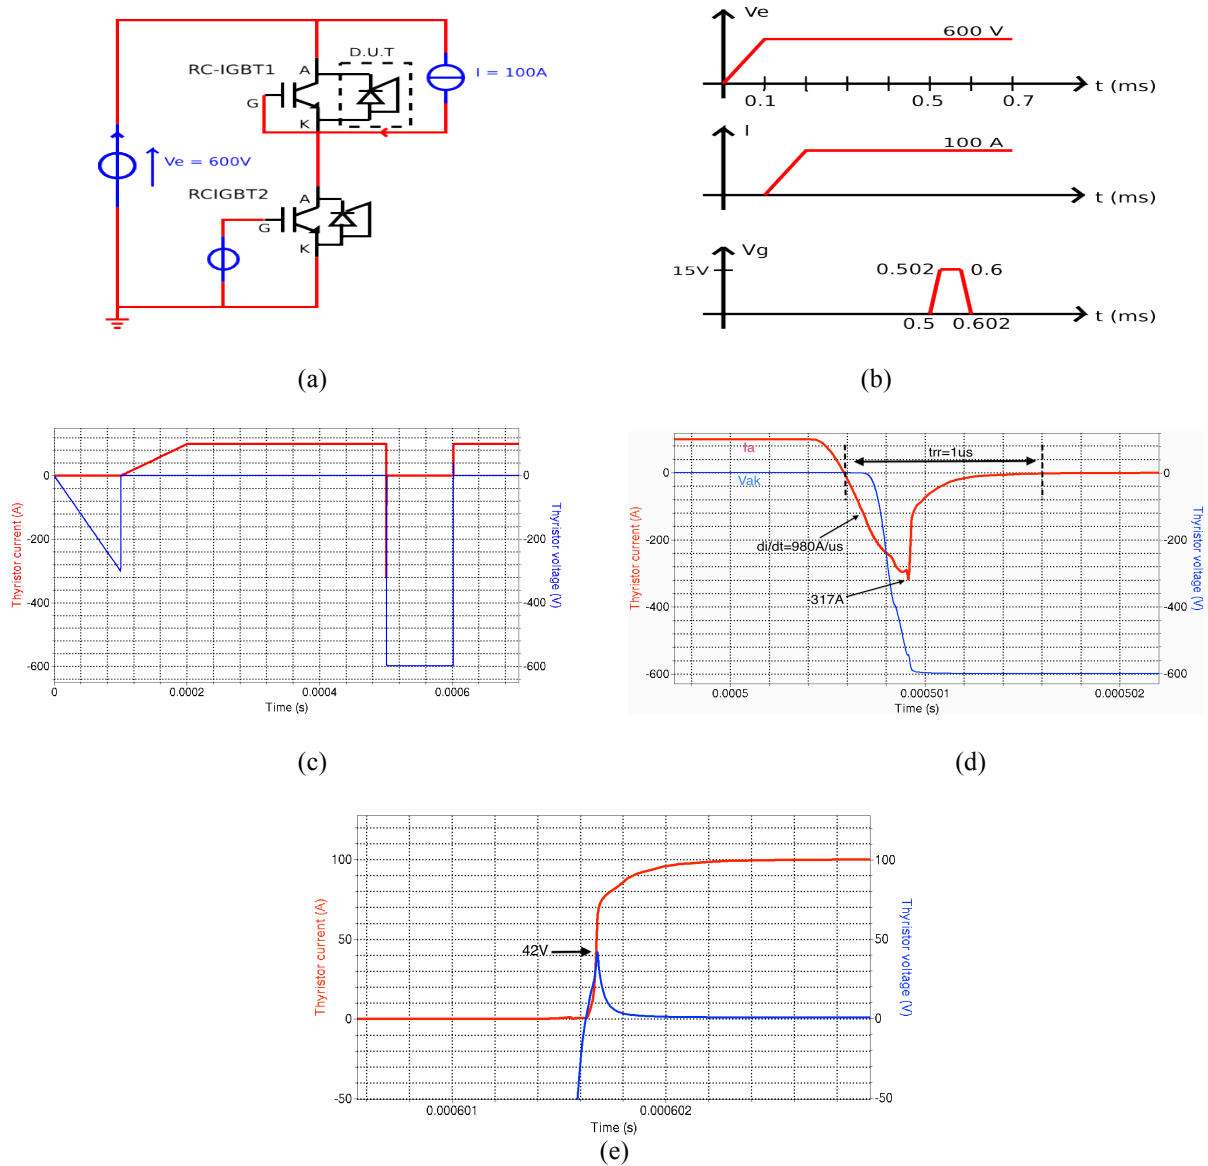 D.U.T
RC-IGBT1
A
G
K
I = 100A
Ve = 600V
RCIGBT2
A
G
K
(a)
Ve
600 V
0.1
0.5
0.7
t (ms)
I
100 A
t (ms)
Vg
15V
0.502
0.6
0.5
0.602
t (ms)
(b)
Thyristor current (A)
0
-200
-400
-600
0
0.0002
0.0004
0.0006
Time (s)
0
-200
-400
-600
Thyristor voltage (V)
(c)
Thyristor current (A)
0
-200
-400
-600
Ia
Vak
trr=1us
di/dt=980A/us
-317A
0.0005
0.000501
0.000502
Time (s)
0
-200
-400
-600
Thyristor voltage (V)
(d)
Thyristor current (A)
100
50
0
-50
42V
0.000601
0.000602
Time (s)
100
50
0
-50
Thyristor voltage (V)
(e)